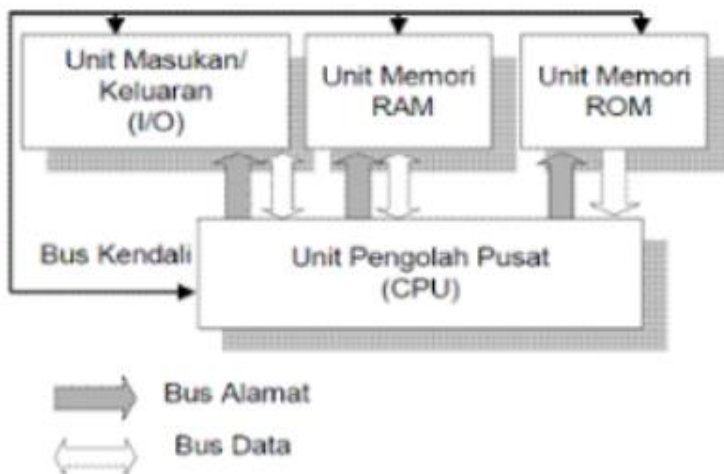 Unit Masukan/
Keluaran
(I/O)
Unit Memori
RAM
Unit Memori
ROM
Bus Kendali
Unit Pengolah Pusat
(CPU)
Bus Alamat
Bus Data